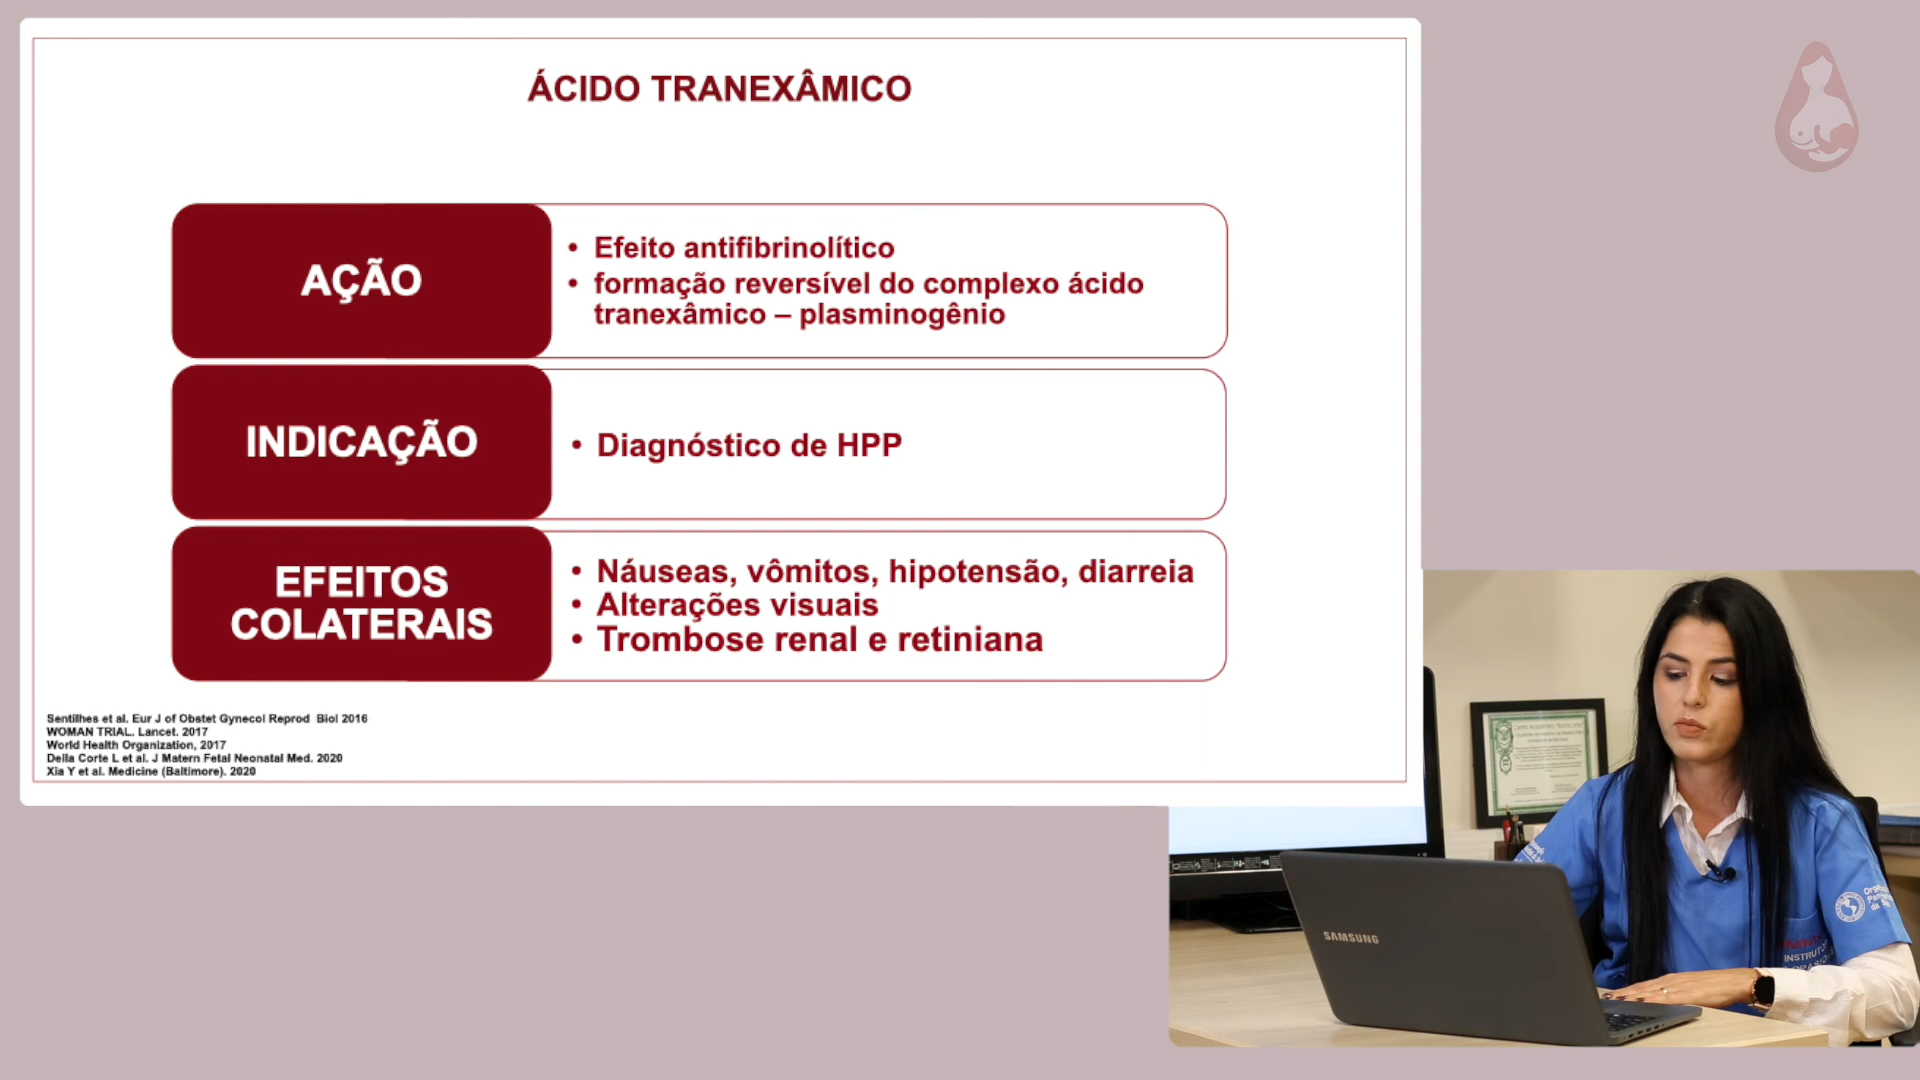 ÁCIDO TRANEXÂMICO
AÇÃO
• Efeito antifibrinolítico
• formação reversível do complexo ácido
tranexâmico – plasminogênio
INDICAÇÃO
• Diagnóstico de HPP
EFEITOS
COLATERAIS
• Náuseas, vômitos, hipotensão, diarreia
• Alterações visuais
• Trombose renal e retiniana
Sentilhes et al. Eur J of Obstet Gynecol Reprod Biol 2016
WOMAN TRIAL. Lancet. 2017
World Health Organization, 2017
Della Corte L et al. J Matern Fetal Neonatal Med. 2020
Xia Y et al. Medicine (Baltimore). 2020
SAMSUNG